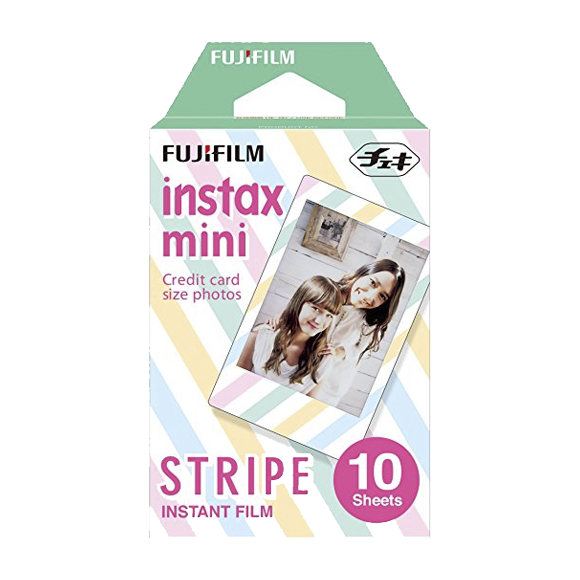 FUJIFILM
FUJIFILM
チェキ
instax
mini
Credit card
size photos
STRIPE
INSTANT FILM
10
Sheets